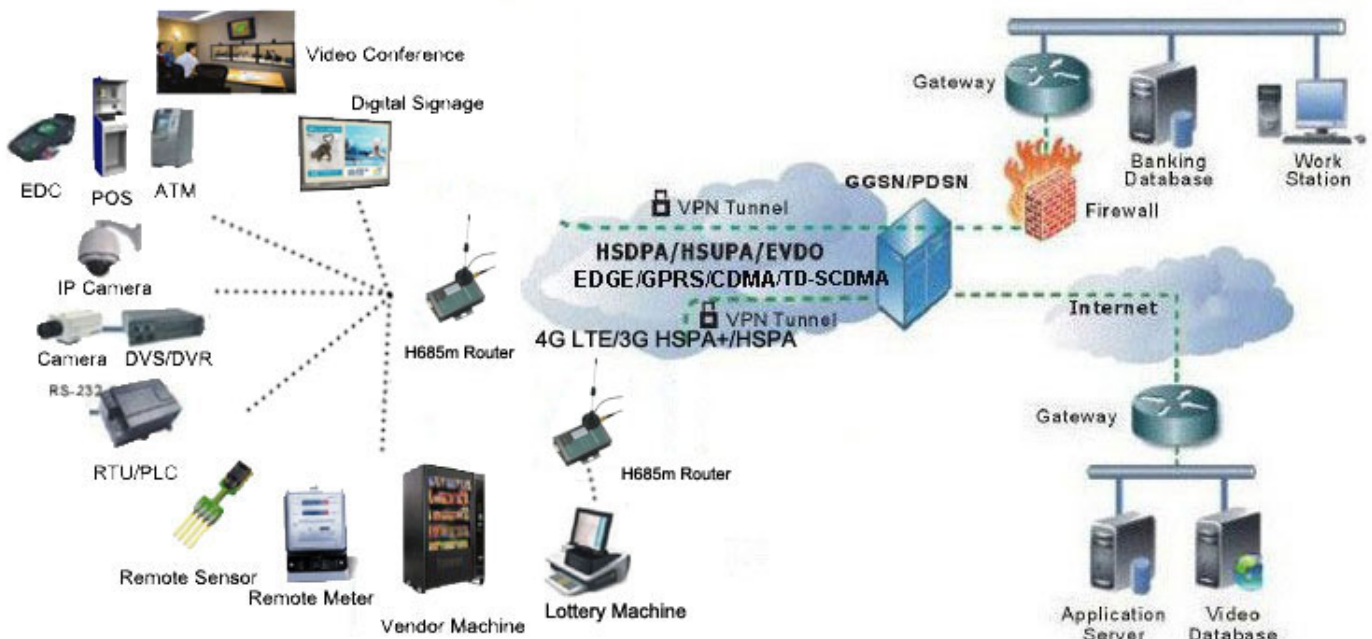 Video Conference
Digital Signage
EDC
POS
ATM
IP Camera
Camera
DVS/DVR
RS-232
RTU/PLC
Remote Sensor
Remote Meter
Vendor Machine
Lottery Machine
H685m Router
H685m Router
VPN Tunnel
HSDPA/HSUPA/EVDO
EDGE/GPRS/CDMA/TD-SCDMA
VPN Tunnel
4G LTE/3G HSPA+/HSPA
GGSN/PDSN
Gateway
Firewall
Banking
Database
Work
Station
Internet
Gateway
Application
Server
Video
Database